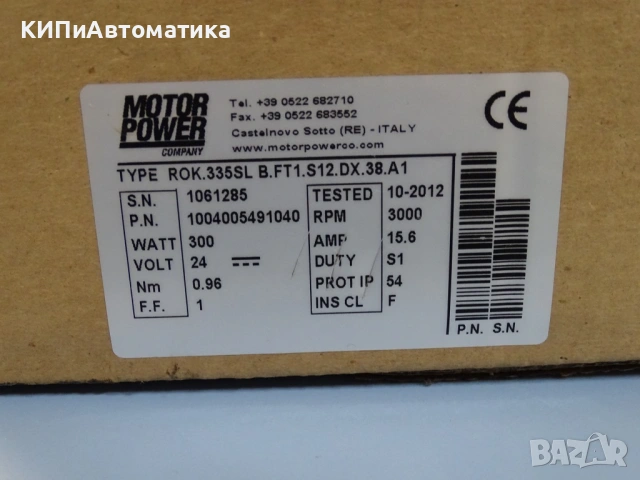 КИПиАвтоматика
MOTOR POWER COMPANY
Tel. +39 0522 682710
Fax. +39 0522 683552
Castelnovo Sotto (RE) - ITALY
www.motorpowerco.com
CE
TYPE ROK.335SL B.FT1.S12.DX.38.A1
S.N. 1061285 TESTED 10-2012
P.N. 1004005491040 RPM 3000
WATT 300 AMP 15.6
VOLT 24 DUTY S1
Nm 0.96 PROT IP 54
F.F. 1 INS CL F
P.N. S.N.
BAZAR